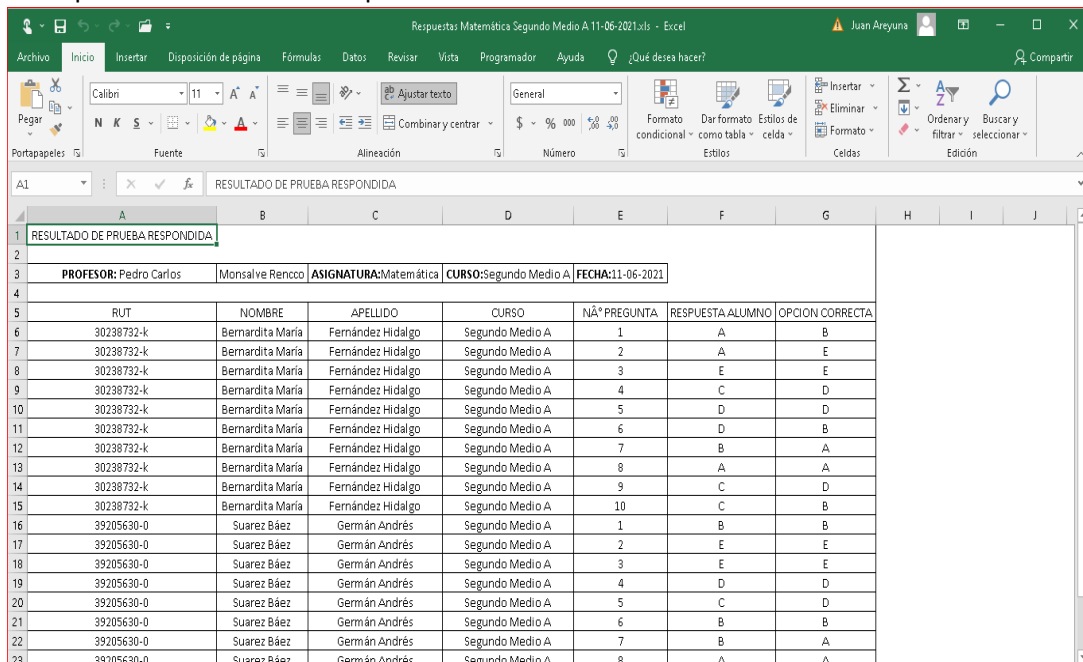 Respuestas Matemática Segundo Medio A 11-06-2021.xls - Excel
Juan Areyuna
Archivo Inicio Insertar Disposición de página Fórmulas Datos Revisar Vista Programador Ayuda ¿Qué desea hacer? Compartir
Pegar
Calibri 11 A A
N K S A
ab Ajustar texto
Combinar y centrar
General
$ % 000
Formato condicional
Dar formato como tabla
Estilos de celda
Insertar
Eliminar
Formato
Ordenar y filtrar
Buscar y seleccionar
Portapapeles Fuente Alineación Número Estilos Celdas Edición
A1 fx RESULTADO DE PRUEBA RESPONDIDA
A B C D E F G H I J
1 RESULTADO DE PRUEBA RESPONDIDA
2
3 PROFESOR: Pedro Carlos Monsalve Rencco ASIGNATURA:Matemática CURSO:Segundo Medio A FECHA:11-06-2021
4
5 RUT NOMBRE APELLIDO CURSO NÂ° PREGUNTA RESPUESTA ALUMNO OPCION CORRECTA
6 30238732-k Bernardita María Fernández Hidalgo Segundo Medio A 1 A B
7 30238732-k Bernardita María Fernández Hidalgo Segundo Medio A 2 A E
8 30238732-k Bernardita María Fernández Hidalgo Segundo Medio A 3 E E
9 30238732-k Bernardita María Fernández Hidalgo Segundo Medio A 4 C D
10 30238732-k Bernardita María Fernández Hidalgo Segundo Medio A 5 D D
11 30238732-k Bernardita María Fernández Hidalgo Segundo Medio A 6 D B
12 30238732-k Bernardita María Fernández Hidalgo Segundo Medio A 7 B A
13 30238732-k Bernardita María Fernández Hidalgo Segundo Medio A 8 A A
14 30238732-k Bernardita María Fernández Hidalgo Segundo Medio A 9 C D
15 30238732-k Bernardita María Fernández Hidalgo Segundo Medio A 10 C B
16 39205630-0 Suarez Báez Germán Andrés Segundo Medio A 1 B B
17 39205630-0 Suarez Báez Germán Andrés Segundo Medio A 2 E E
18 39205630-0 Suarez Báez Germán Andrés Segundo Medio A 3 E E
19 39205630-0 Suarez Báez Germán Andrés Segundo Medio A 4 D D
20 39205630-0 Suarez Báez Germán Andrés Segundo Medio A 5 C D
21 39205630-0 Suarez Báez Germán Andrés Segundo Medio A 6 B B
22 39205630-0 Suarez Báez Germán Andrés Segundo Medio A 7 B A
23 39205630-0 Suarez Báez Germán Andrés Segundo Medio A 8 A A